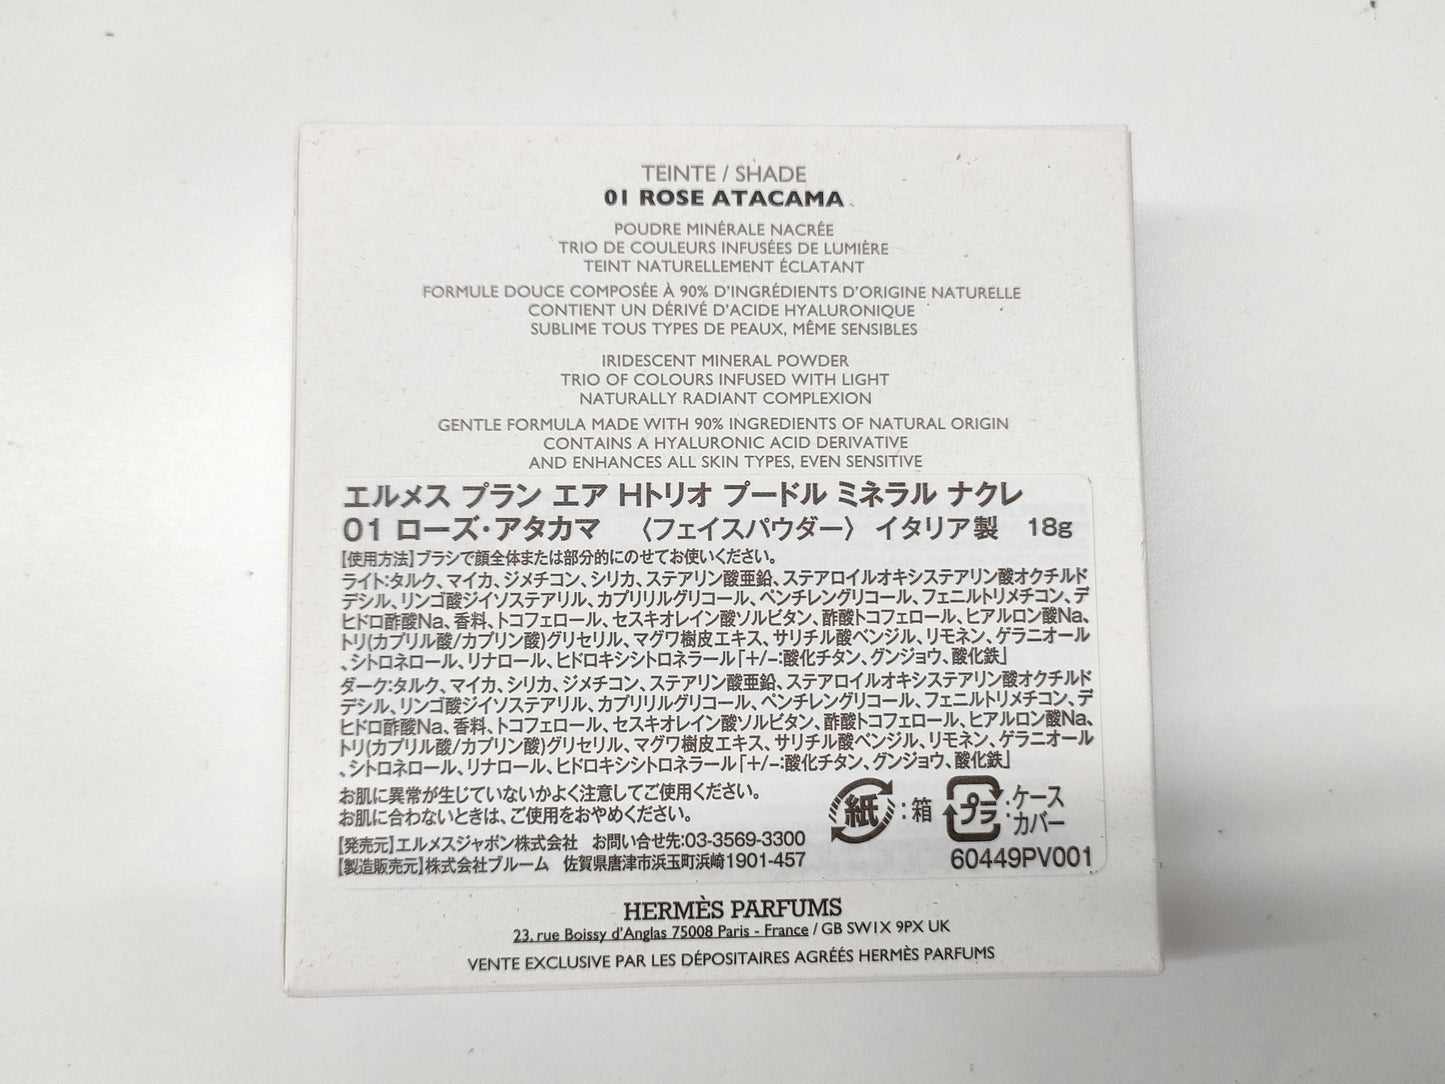 TEINTE / SHADE
01 ROSE ATACAMA
POUDRE MINÉRALE NACRÉE
TRIO DE COULEURS INFUSÉES DE LUMIÈRE
TEINT NATURELLEMENT ÉCLATANT
FORMULE DOUCE COMPOSÉE À 90% D'INGRÉDIENTS D'ORIGINE NATURELLE
CONTIENT UN DÉRIVÉ D'ACIDE HYALURONIQUE
SUBLIME TOUS TYPES DE PEAUX, MÊME SENSIBLES
IRIDESCENT MINERAL POWDER
TRIO OF COLOURS INFUSED WITH LIGHT
NATURALLY RADIANT COMPLEXION
GENTLE FORMULA MADE WITH 90% INGREDIENTS OF NATURAL ORIGIN
CONTAINS A HYALURONIC ACID DERIVATIVE
AND ENHANCES ALL SKIN TYPES, EVEN SENSITIVE
エルメス プラン エア Hトリオ プードル ミネラル ナクレ
01 ローズ・アタカマ 〈フェイスパウダー〉 イタリア製 18g
【使用方法】ブラシで顔全体または部分的にのせてお使いください。
ライト:タルク、マイカ、ジメチコン、シリカ、ステアリン酸亜鉛、ステアロイルオキシステアリン酸オクチルド
デシル、リンゴ酸ジイソステアリル、カプリリルグリコール、ペンチレングリコール、フェニルトリメチコン、デ
ヒドロ酢酸Na、香料、トコフェロール、セスキオレイン酸ソルビタン、酢酸トコフェロール、ヒアルロン酸Na、
トリ(カプリル酸/カプリン酸)グリセリル、マグワ樹皮エキス、サリチル酸ベンジル、リモネン、ゲラニオール
、シトロネロール、リナロール、ヒドロキシシトロネラール「+/-:酸化チタン、グンジョウ、酸化鉄」
ダーク:タルク、マイカ、シリカ、ジメチコン、ステアリン酸亜鉛、ステアロイルオキシステアリン酸オクチルド
デシル、リンゴ酸ジイソステアリル、カプリリルグリコール、ペンチレングリコール、フェニルトリメチコン、デ
ヒドロ酢酸Na、香料、トコフェロール、セスキオレイン酸ソルビタン、酢酸トコフェロール、ヒアルロン酸Na、
トリ(カプリル酸/カプリン酸)グリセリル、マグワ樹皮エキス、サリチル酸ベンジル、リモネン、ゲラニオール
、シトロネロール、リナロール、ヒドロキシシトロネラール「+/-:酸化チタン、グンジョウ、酸化鉄」
お肌に異常が生じていないかよく注意してご使用ください。
お肌に合わないときは、ご使用をおやめください。
紙:箱 プラ:ケース
カバー
【発売元】エルメスジャポン株式会社 お問い合せ先:03-3569-3300
【製造販売元】株式会社ブルーム 佐賀県唐津市浜玉町浜崎1901-457
60449PV001
HERMÈS PARFUMS
23, rue Boissy d'Anglas 75008 Paris - France / GB SW1X 9PX UK
VENTE EXCLUSIVE PAR LES DÉPOSITAIRES AGRÉÉS HERMÈS PARFUMS